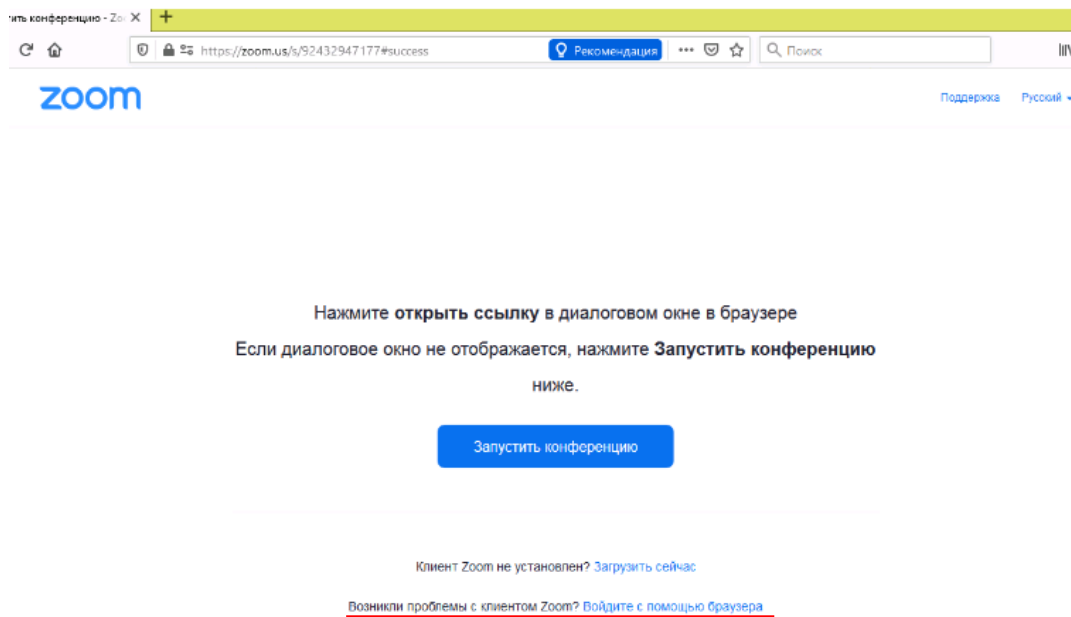 тить конференцию - Zo
https://zoom.us/s/92432947177#success
Рекомендация
Поиск
zoom
Поддержка
Русский
Нажмите открыть ссылку в диалоговом окне в браузере
Если диалоговое окно не отображается, нажмите Запустить конференцию
ниже.
Запустить конференцию
Клиент Zoom не установлен? Загрузить сейчас
Возникли проблемы с клиентом Zoom? Войдите с помощью браузера